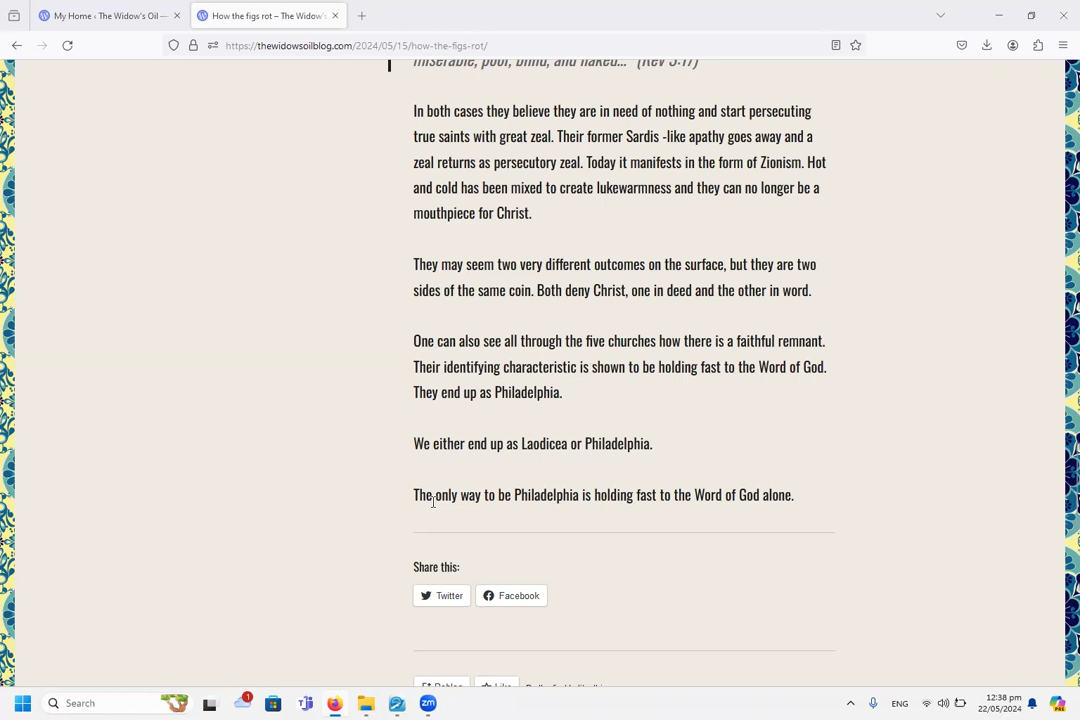 My Home ‹ The Widow's Oil —
How the figs rot – The Widow's
https://thewidowsoilblog.com/2024/05/15/how-the-figs-rot/
miserable, poor, blind, and naked…" (Rev 3:17)
In both cases they believe they are in need of nothing and start persecuting
true saints with great zeal. Their former Sardis -like apathy goes away and a
zeal returns as persecutory zeal. Today it manifests in the form of Zionism. Hot
and cold has been mixed to create lukewarmness and they can no longer be a
mouthpiece for Christ.
They may seem two very different outcomes on the surface, but they are two
sides of the same coin. Both deny Christ, one in deed and the other in word.
One can also see all through the five churches how there is a faithful remnant.
Their identifying characteristic is shown to be holding fast to the Word of God.
They end up as Philadelphia.
We either end up as Laodicea or Philadelphia.
The only way to be Philadelphia is holding fast to the Word of God alone.
Share this:
Twitter
Facebook
Reblog
Like
Search
1
zm
ENG
12:38 pm
22/05/2024
PRE